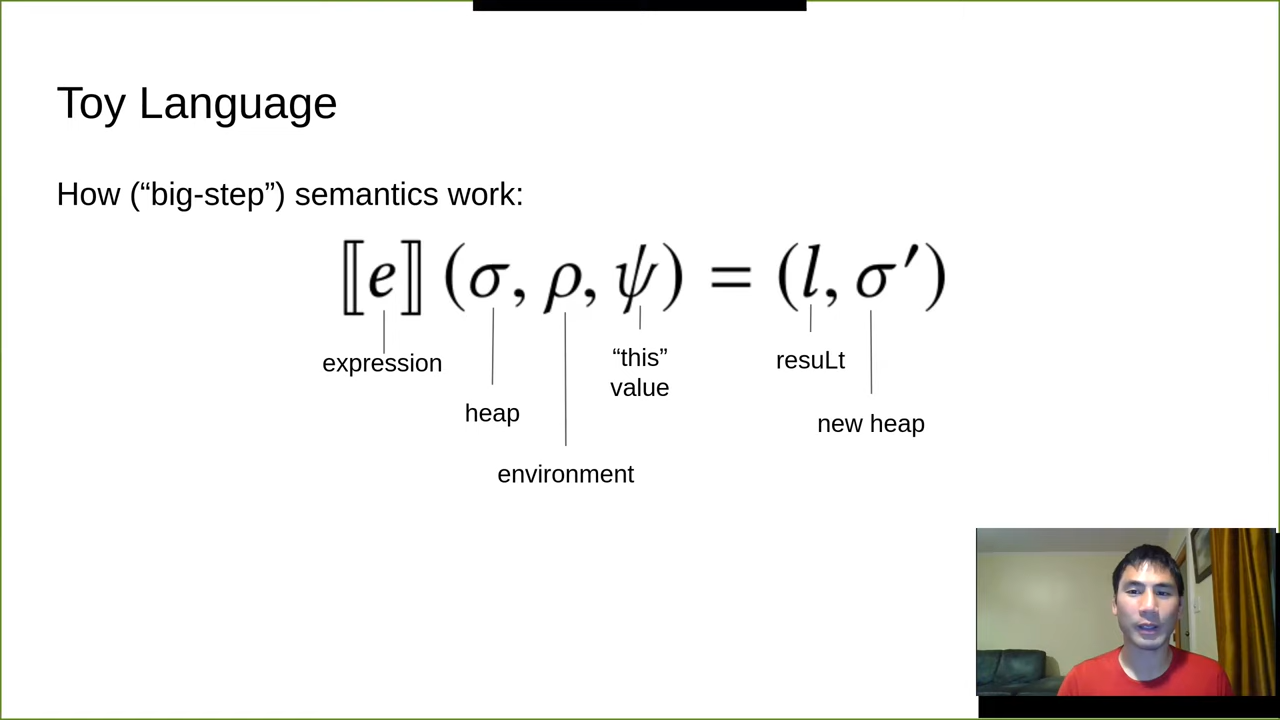 Toy Language
How (“big-step”) semantics work:
⟦e⟧ (σ, ρ, ψ) = (l, σ′)
expression
heap
environment
“this”
value
resuLt
new heap